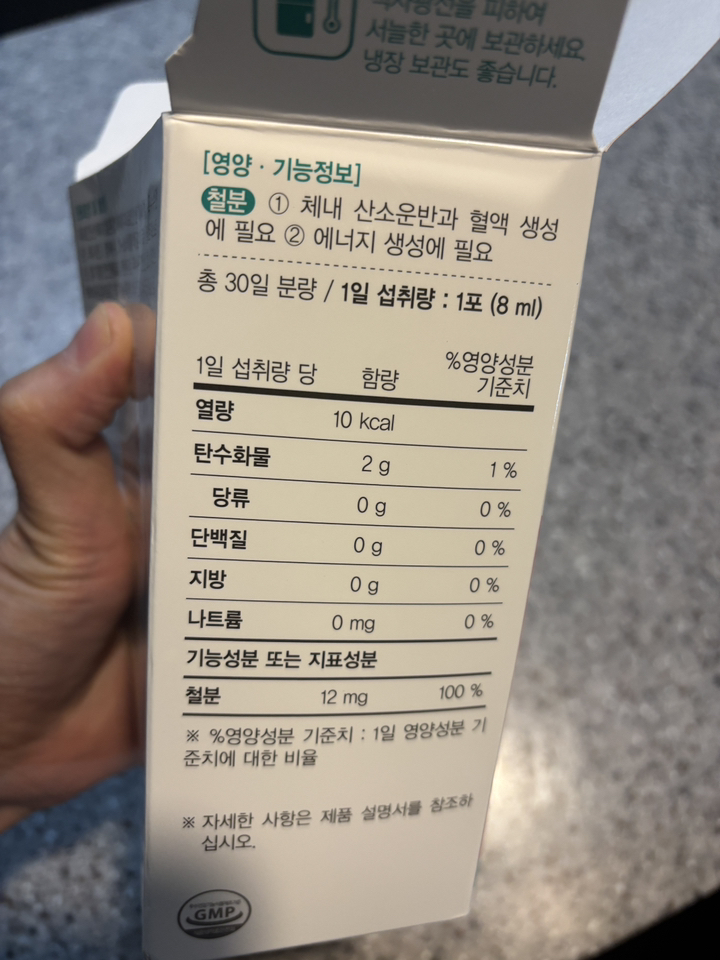 피하여
서늘한 곳에 보관하세요.
냉장 보관도 좋습니다.
[영양 · 기능정보]
철분 ① 체내 산소운반과 혈액 생성
에 필요 ② 에너지 생성에 필요
총 30일 분량 / 1일 섭취량 : 1포 (8 ml)
1일 섭취량 당 함량 %영양성분
기준치
열량 10 kcal
탄수화물 2 g 1 %
당류 0 g 0 %
단백질 0 g 0 %
지방 0 g 0 %
나트륨 0 mg 0 %
기능성분 또는 지표성분
철분 12 mg 100 %
※ %영양성분 기준치 : 1일 영양성분 기
준치에 대한 비율
※ 자세한 사항은 제품 설명서를 참조하
십시오.
GMP